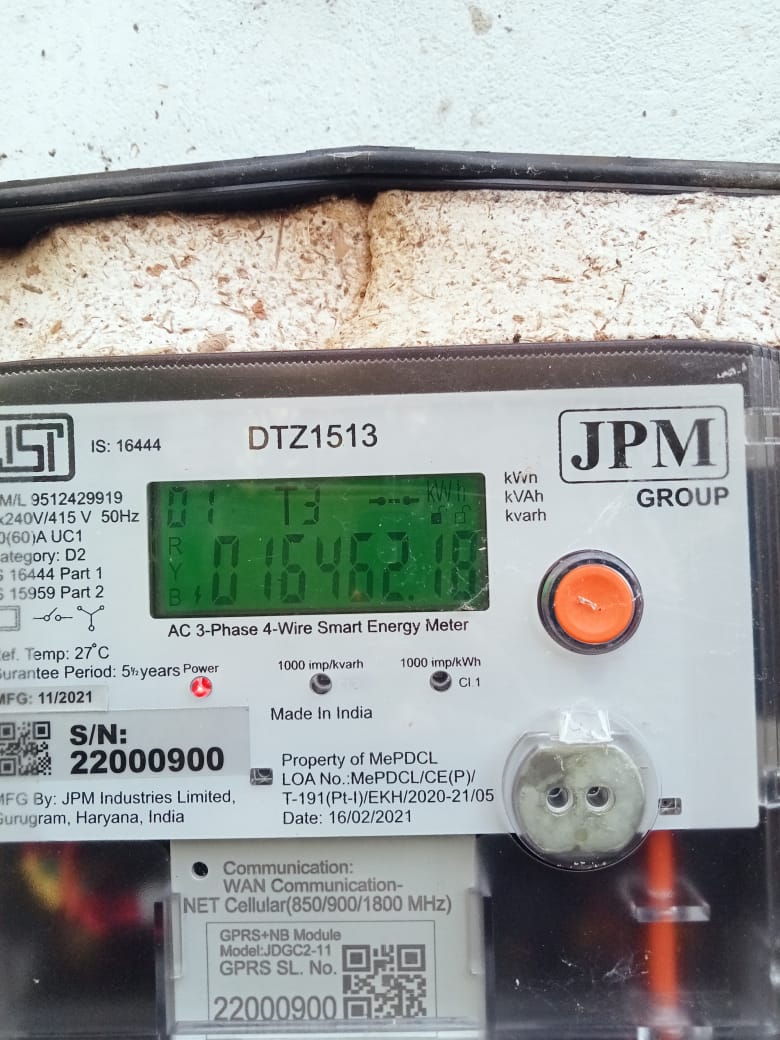 IS: 16444
DTZ1513
JPM
GROUP
M/L 9512429919
x240V/415 V 50Hz
0(60)A UC1
ategory: D2
S 16444 Part 1
S 15959 Part 2
01 T3 kWh
R
Y
B
016462.18
kWh
kVAh
kvarh
AC 3-Phase 4-Wire Smart Energy Meter
ef. Temp: 27°C
urantee Period: 5½ years
MFG: 11/2021
Power
1000 imp/kvarh
1000 imp/kWh
Cl.1
Made In India
S/N:
22000900
MFG By: JPM Industries Limited,
Gurugram, Haryana, India
Property of MePDCL
LOA No.:MePDCL/CE(P)/
T-191(Pt-I)/EKH/2020-21/05
Date: 16/02/2021
Communication:
WAN Communication-
NET Cellular(850/900/1800 MHz)
GPRS+NB Module
Model:JDGC2-11
GPRS SL. No.
22000900